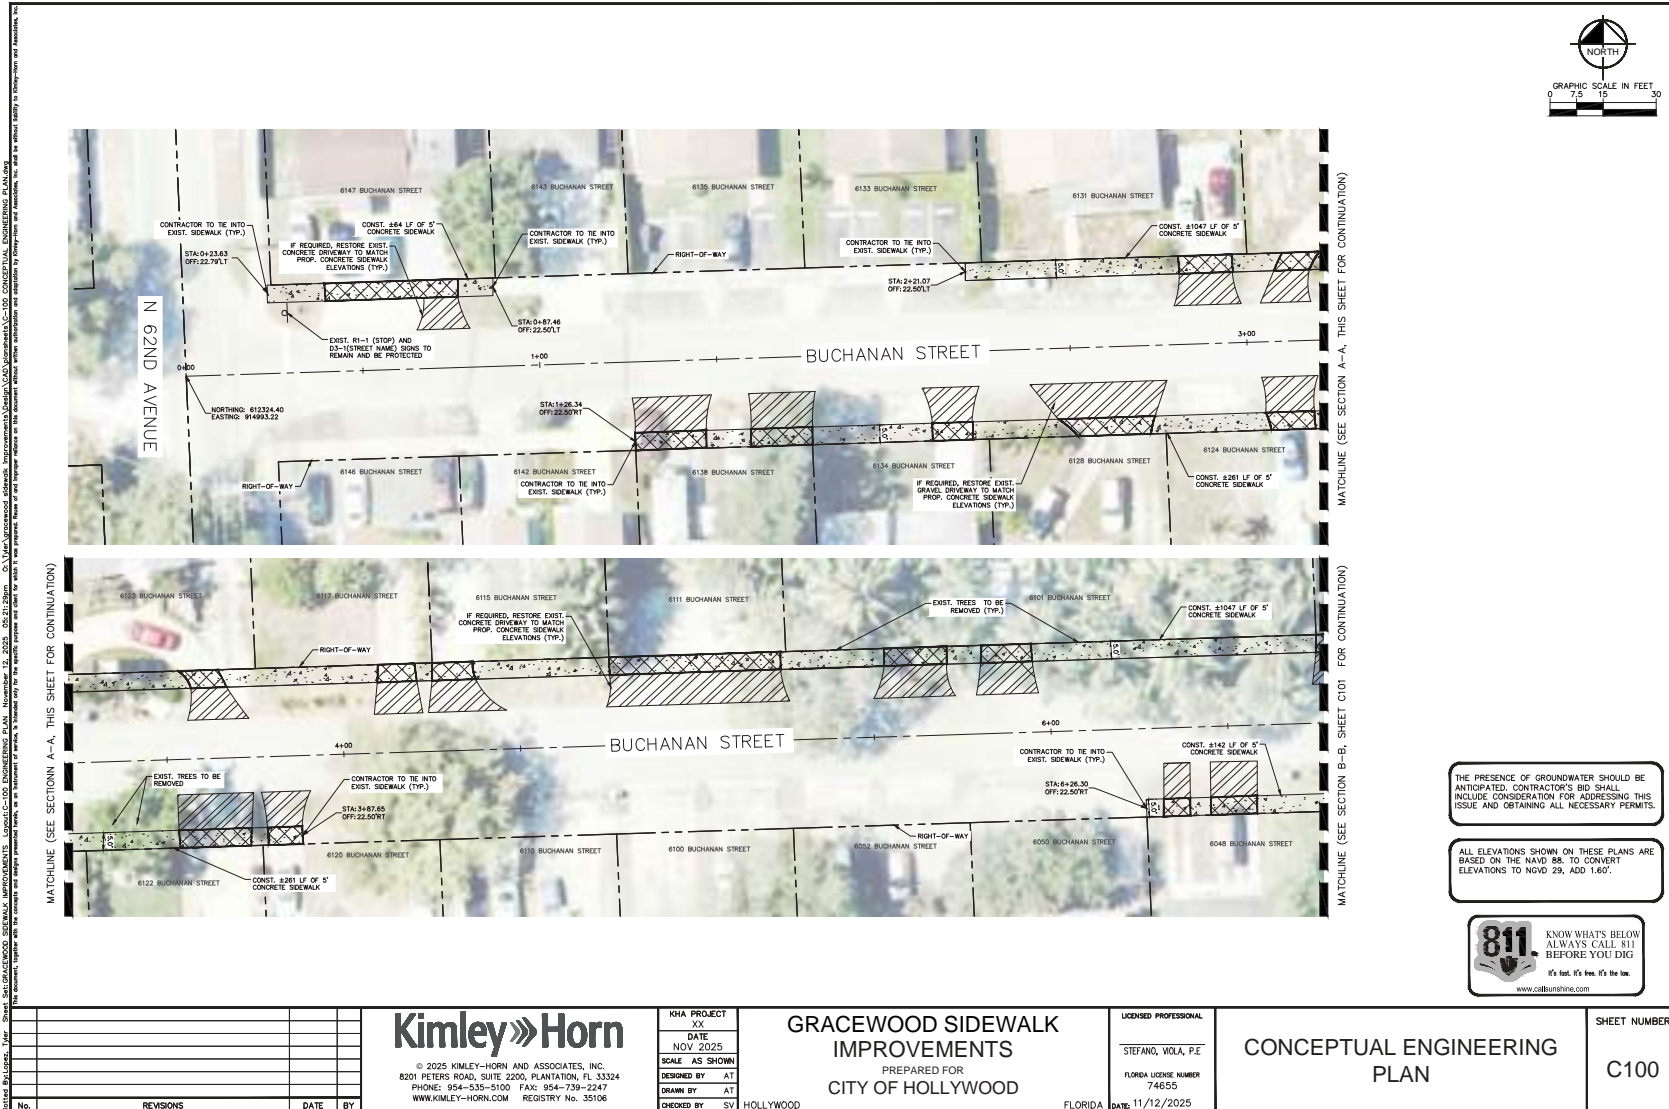 NORTH
GRAPHIC SCALE IN FEET
0 7.5 15 30
6147 BUCHANAN STREET
6143 BUCHANAN STREET
6135 BUCHANAN STREET
6133 BUCHANAN STREET
6131 BUCHANAN STREET
CONTRACTOR TO TIE INTO
EXIST. SIDEWALK (TYP.)
STA:0+23.63
OFF: 22.79'LT
IF REQUIRED, RESTORE EXIST.
CONCRETE DRIVEWAY TO MATCH
PROP. CONCRETE SIDEWALK
ELEVATIONS (TYP.)
CONST. ±64 LF OF 5'
CONCRETE SIDEWALK
CONTRACTOR TO TIE INTO
EXIST. SIDEWALK (TYP.)
STA:0+87.46
OFF: 22.50'LT
EXIST. R1-1 (STOP) AND
D3-1(STREET NAME) SIGNS TO
REMAIN AND BE PROTECTED
RIGHT-OF-WAY
CONTRACTOR TO TIE INTO
EXIST. SIDEWALK (TYP.)
STA:2+21.07
OFF:22.50'LT
CONST. ±1047 LF OF 5'
CONCRETE SIDEWALK
5.0'
N 62ND AVENUE
0+00
1+00
BUCHANAN STREET
3+00
NORTHING: 612324.40
EASTING: 914993.22
STA:1+26.34
OFF: 22.50'RT
5.0'
RIGHT-OF-WAY
6146 BUCHANAN STREET
6142 BUCHANAN STREET
6138 BUCHANAN STREET
6134 BUCHANAN STREET
6128 BUCHANAN STREET
6124 BUCHANAN STREET
CONTRACTOR TO TIE INTO
EXIST. SIDEWALK (TYP.)
IF REQUIRED, RESTORE EXIST.
GRAVEL DRIVEWAY TO MATCH
PROP. CONCRETE SIDEWALK
ELEVATIONS (TYP.)
CONST. ±261 LF OF 5'
CONCRETE SIDEWALK
MATCHLINE (SEE SECTION A-A, THIS SHEET FOR CONTINUATION)
MATCHLINE (SEE SECTIONN A-A, THIS SHEET FOR CONTINUATION)
6123 BUCHANAN STREET
6117 BUCHANAN STREET
6115 BUCHANAN STREET
6111 BUCHANAN STREET
6101 BUCHANAN STREET
IF REQUIRED, RESTORE EXIST.
CONCRETE DRIVEWAY TO MATCH
PROP. CONCRETE SIDEWALK
ELEVATIONS (TYP.)
EXIST. TREES TO BE
REMOVED (TYP.)
CONST. ±1047 LF OF 5'
CONCRETE SIDEWALK
RIGHT-OF-WAY
5.0'
4+00
BUCHANAN STREET
6+00
EXIST. TREES TO BE
REMOVED
CONTRACTOR TO TIE INTO
EXIST. SIDEWALK (TYP.)
STA:3+87.65
OFF: 22.50'RT
CONTRACTOR TO TIE INTO
EXIST. SIDEWALK (TYP.)
STA:6+26.30
OFF: 22.50'RT
CONST. ±142 LF OF 5'
CONCRETE SIDEWALK
5.0'
5.0'
RIGHT-OF-WAY
6122 BUCHANAN STREET
CONST. ±261 LF OF 5'
CONCRETE SIDEWALK
6120 BUCHANAN STREET
6110 BUCHANAN STREET
6100 BUCHANAN STREET
6052 BUCHANAN STREET
6050 BUCHANAN STREET
6048 BUCHANAN STREET
MATCHLINE (SEE SECTION B-B, SHEET C101 FOR CONTINUATION)
THE PRESENCE OF GROUNDWATER SHOULD BE
ANTICIPATED. CONTRACTOR'S BID SHALL
INCLUDE CONSIDERATION FOR ADDRESSING THIS
ISSUE AND OBTAINING ALL NECESSARY PERMITS.
ALL ELEVATIONS SHOWN ON THESE PLANS ARE
BASED ON THE NAVD 88. TO CONVERT
ELEVATIONS TO NGVD 29, ADD 1.60'.
811.
KNOW WHAT'S BELOW
ALWAYS CALL 811
BEFORE YOU DIG
It's fast. It's free. It's the law.
www.callsunshine.com
No. REVISIONS DATE BY
Kimley»Horn
© 2025 KIMLEY-HORN AND ASSOCIATES, INC.
8201 PETERS ROAD, SUITE 2200, PLANTATION, FL 33324
PHONE: 954-535-5100 FAX: 954-739-2247
WWW.KIMLEY-HORN.COM REGISTRY No. 35106
KHA PROJECT
XX
DATE
NOV 2025
SCALE AS SHOWN
DESIGNED BY AT
DRAWN BY AT
CHECKED BY SV
GRACEWOOD SIDEWALK
IMPROVEMENTS
PREPARED FOR
CITY OF HOLLYWOOD
HOLLYWOOD FLORIDA
LICENSED PROFESSIONAL
STEFANO, VIOLA, P.E
FLORIDA LICENSE NUMBER
74655
DATE: 11/12/2025
CONCEPTUAL ENGINEERING
PLAN
SHEET NUMBER
C100